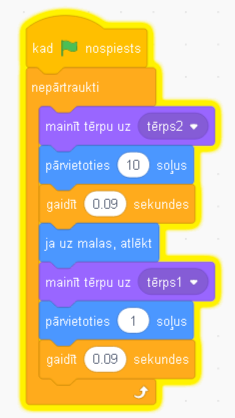 kad nospiests
nepārtraukti
mainīt tērpu uz tērps2
pārvietoties 10 soļus
gaidīt 0.09 sekundes
ja uz malas, atlēkt
mainīt tērpu uz tērps1
pārvietoties 1 soļus
gaidīt 0.09 sekundes